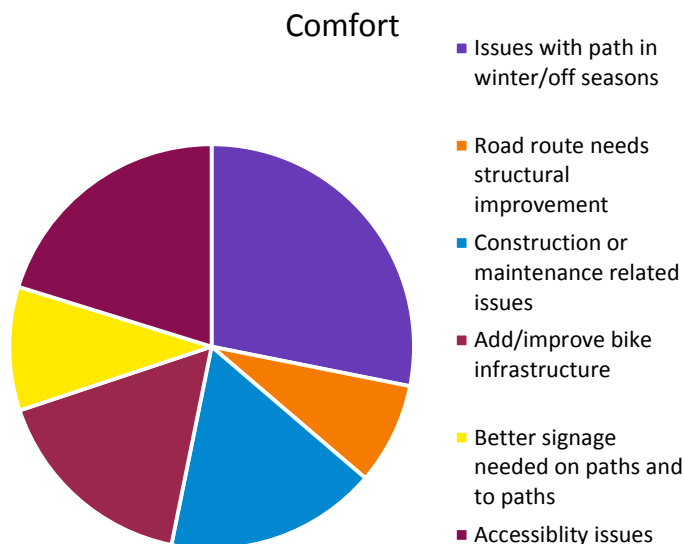 Comfort
Issues with path in
winter/off seasons
Road route needs
structural
improvement
Construction or
maintenance related
issues
Add/improve bike
infrastructure
Better signage
needed on paths and
to paths
Accessiblity issues